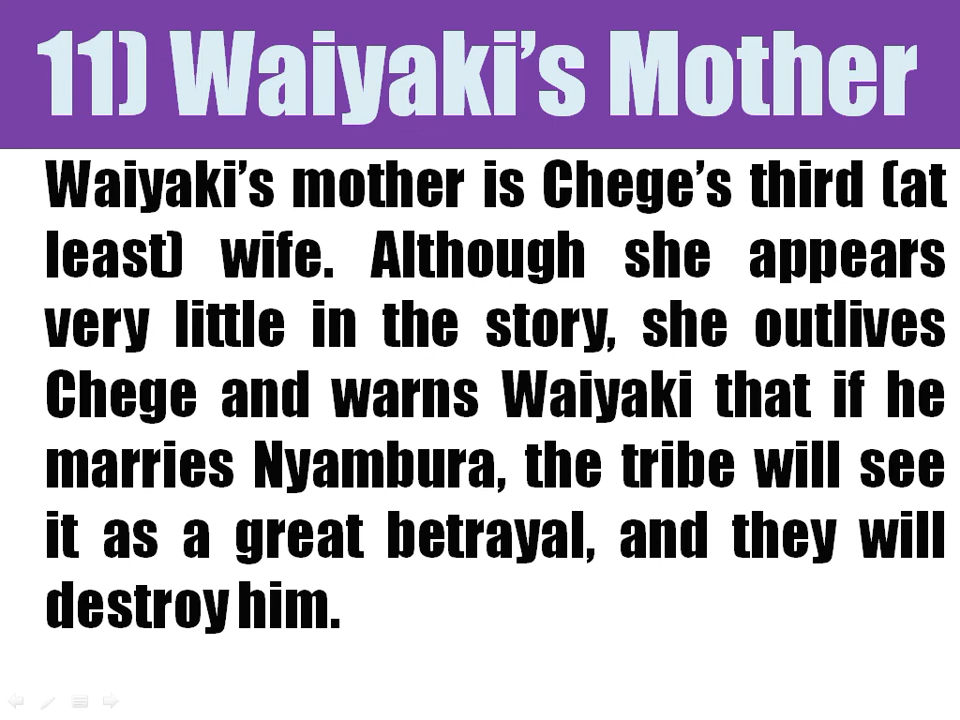 11) Waiyaki’s Mother
Waiyaki’s mother is Chege’s third (at
least) wife. Although she appears
very little in the story, she outlives
Chege and warns Waiyaki that if he
marries Nyambura, the tribe will see
it as a great betrayal, and they will
destroy him.